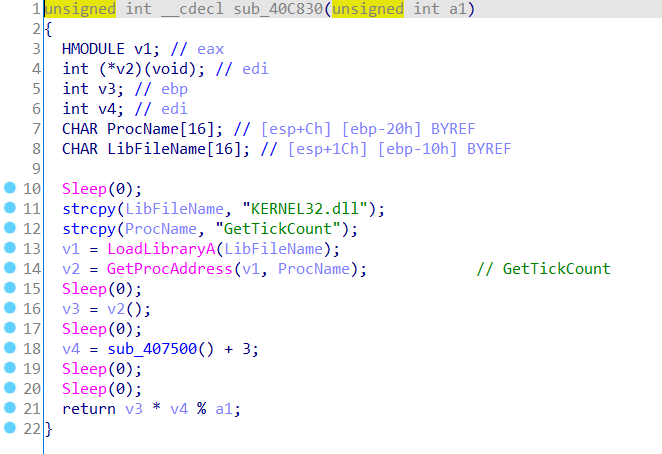 1 unsigned int __cdecl sub_40C830(unsigned int a1)
2 {
3 HMODULE v1; // eax
4 int (*v2)(void); // edi
5 int v3; // ebp
6 int v4; // edi
7 CHAR ProcName[16]; // [esp+Ch] [ebp-20h] BYREF
8 CHAR LibFileName[16]; // [esp+1Ch] [ebp-10h] BYREF
9
10 Sleep(0);
11 strcpy(LibFileName, "KERNEL32.dll");
12 strcpy(ProcName, "GetTickCount");
13 v1 = LoadLibraryA(LibFileName);
14 v2 = GetProcAddress(v1, ProcName); // GetTickCount
15 Sleep(0);
16 v3 = v2();
17 Sleep(0);
18 v4 = sub_407500() + 3;
19 Sleep(0);
20 Sleep(0);
21 return v3 * v4 % a1;
22 }